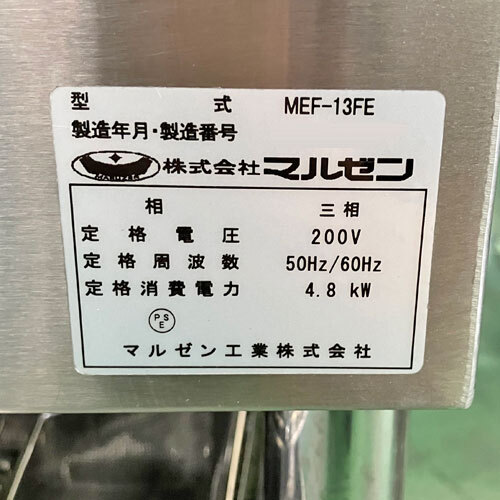 型 式 MEF-13FE
製造年月・製造番号
MARUZEN 株式会社 マルゼン
相 三相
定格電圧 200V
定格周波数 50Hz/60Hz
定格消費電力 4.8 kW
PS
E
マルゼン工業株式会社